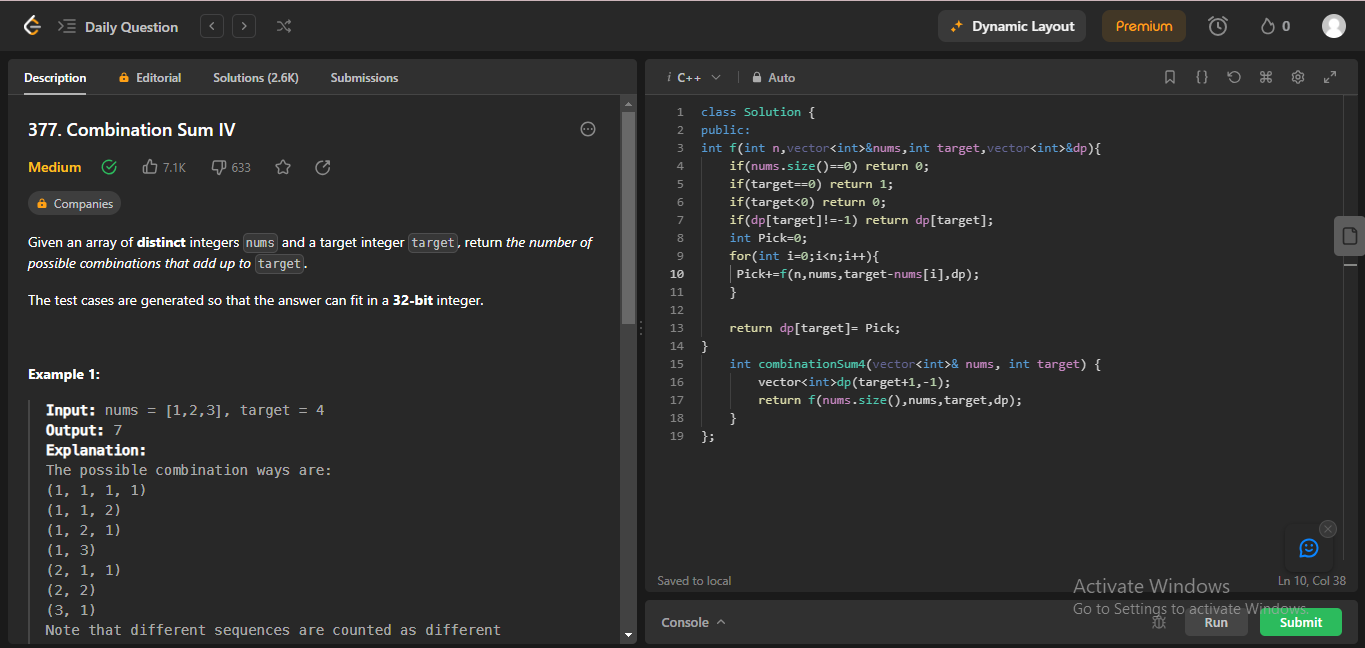 Daily Question
Dynamic Layout
Premium
0
Description
Editorial
Solutions (2.6K)
Submissions
377. Combination Sum IV
Medium
7.1K
633
Companies
Given an array of distinct integers nums and a target integer target, return the number of
possible combinations that add up to target.
The test cases are generated so that the answer can fit in a 32-bit integer.
Example 1:
Input: nums = [1,2,3], target = 4
Output: 7
Explanation:
The possible combination ways are:
(1, 1, 1, 1)
(1, 1, 2)
(1, 2, 1)
(1, 3)
(2, 1, 1)
(2, 2)
(3, 1)
Note that different sequences are counted as different
i C++
Auto
1 class Solution {
2 public:
3 int f(int n,vector<int>&nums,int target,vector<int>&dp){
4     if(nums.size()==0) return 0;
5     if(target==0) return 1;
6     if(target<0) return 0;
7     if(dp[target]!=-1) return dp[target];
8     int Pick=0;
9     for(int i=0;i<n;i++){
10      Pick+=f(n,nums,target-nums[i],dp);
11     }
12
13     return dp[target]= Pick;
14 }
15     int combinationSum4(vector<int>& nums, int target) {
16         vector<int>dp(target+1,-1);
17         return f(nums.size(),nums,target,dp);
18     }
19 };
Saved to local
Ln 10, Col 38
Activate Windows
Go to Settings to activate Windows.
Console
Run
Submit